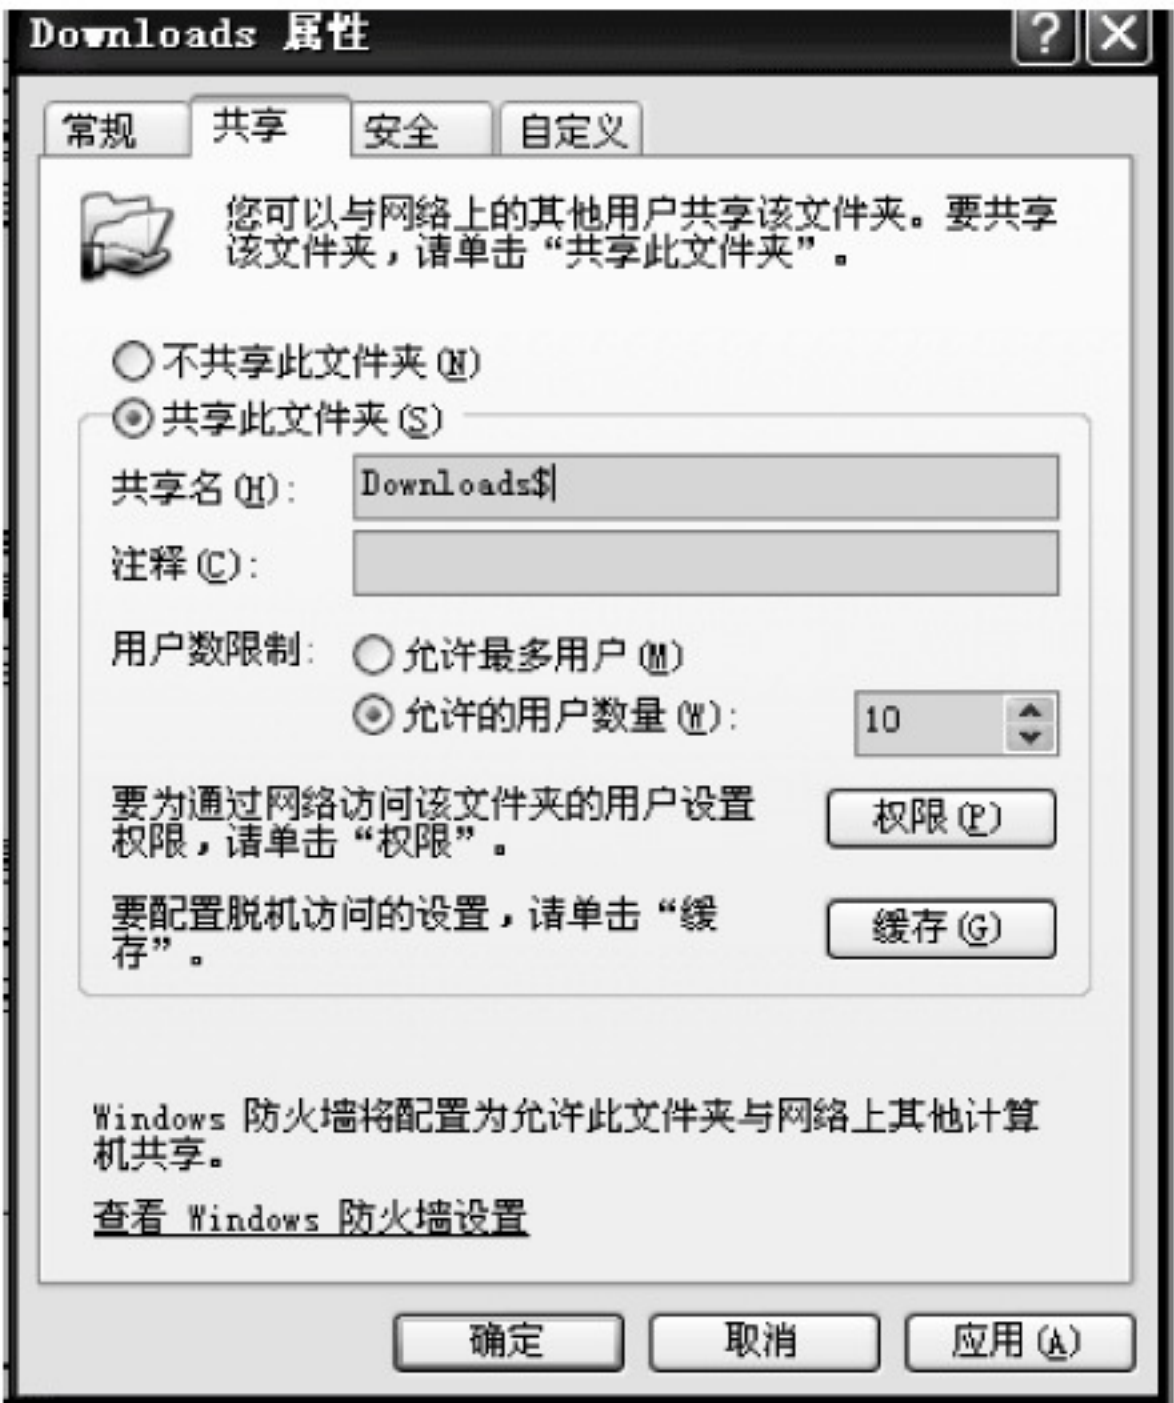 Downloads 属性
常规 共享 安全 自定义
您可以与网络上的其他用户共享该文件夹。要共享
该文件夹，请单击“共享此文件夹”。
不共享此文件夹(N)
共享此文件夹(S)
共享名(H): Downloads$
注释(C):
用户数限制: 允许最多用户(M)
允许的用户数量(W): 10
要为通过网络访问该文件夹的用户设置
权限，请单击“权限”。
权限(P)
要配置脱机访问的设置，请单击“缓
存”。
缓存(G)
Windows 防火墙将配置为允许此文件夹与网络上其他计算
机共享。
查看 Windows 防火墙设置
确定 取消 应用(A)